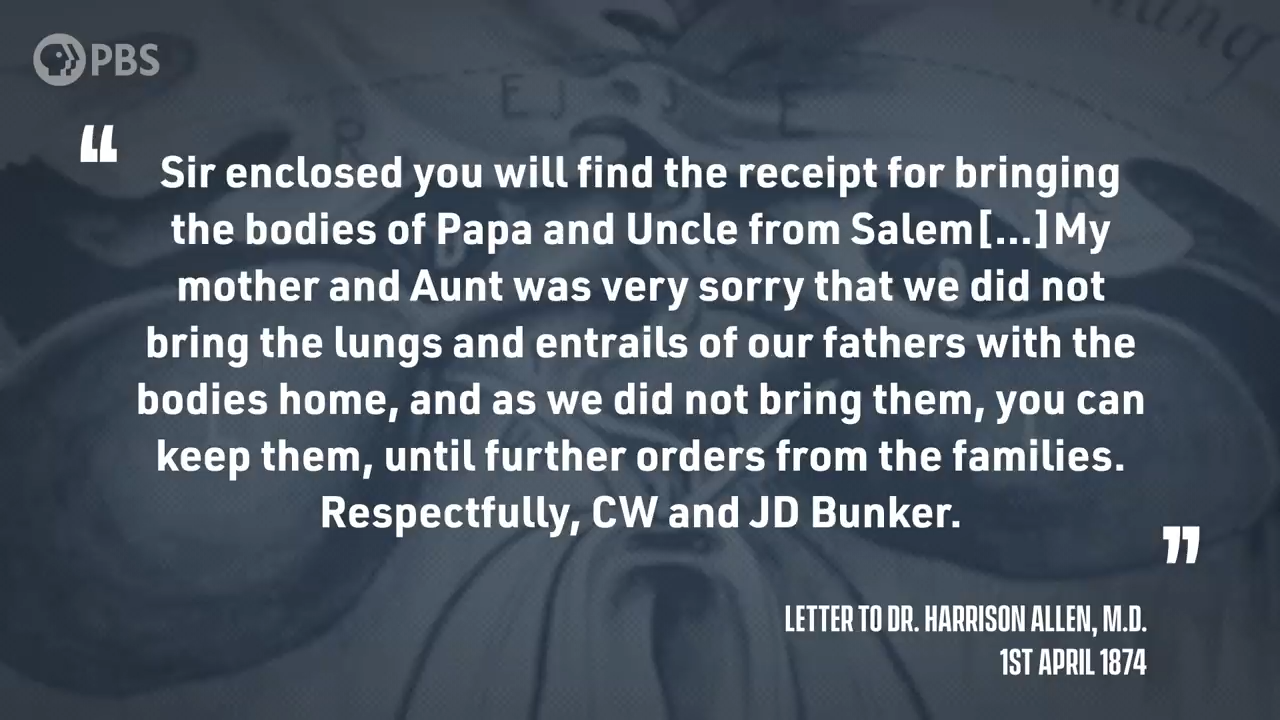 PBS
“
Sir enclosed you will find the receipt for bringing
the bodies of Papa and Uncle from Salem[...]My
mother and Aunt was very sorry that we did not
bring the lungs and entrails of our fathers with the
bodies home, and as we did not bring them, you can
keep them, until further orders from the families.
Respectfully, CW and JD Bunker.
”
LETTER TO DR. HARRISON ALLEN, M.D.
1ST APRIL 1874